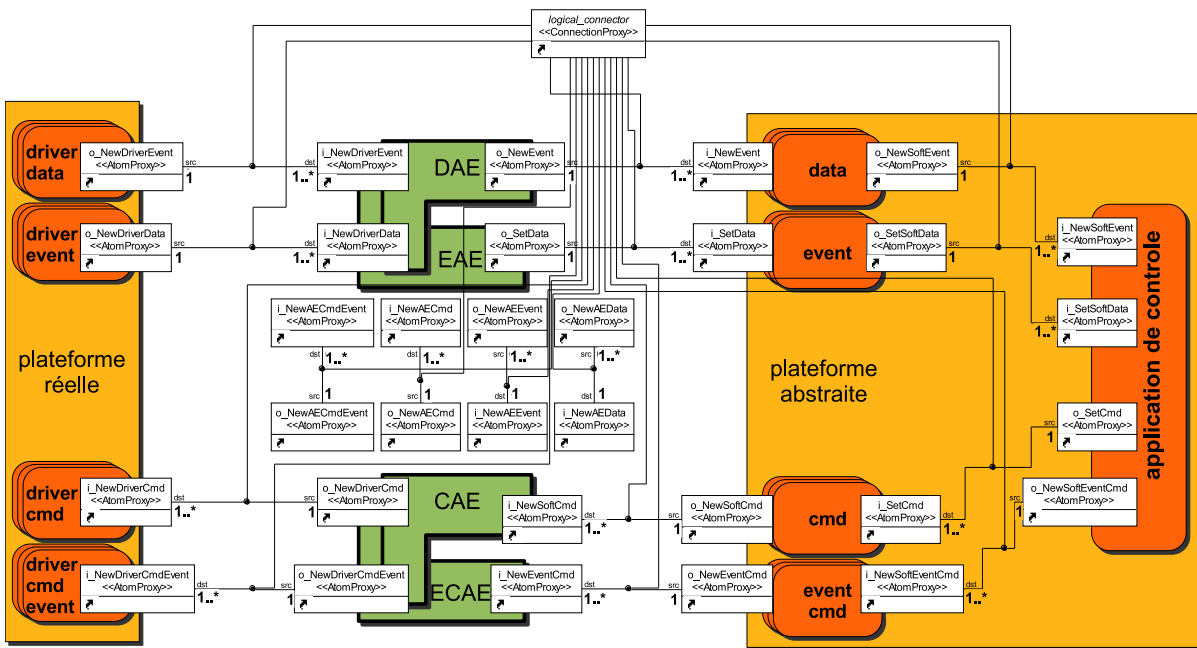 logical_connector
<<ConnectionProxy>>
driver
data
o_NewDriverEvent
<<AtomProxy>>
src
1
dst
1..*
i_NewDriverEvent
<<AtomProxy>>
DAE
o_NewEvent
<<AtomProxy>>
src
1
dst
1..*
i_NewEvent
<<AtomProxy>>
data
o_NewSoftEvent
<<AtomProxy>>
src
1
driver
event
o_NewDriverData
<<AtomProxy>>
src
1
dst
1..*
i_NewDriverData
<<AtomProxy>>
EAE
o_SetData
<<AtomProxy>>
src
1
dst
1..*
i_SetData
<<AtomProxy>>
event
o_SetSoftData
<<AtomProxy>>
src
1
dst
1..*
i_NewSoftEvent
<<AtomProxy>>
dst
1..*
i_SetSoftData
<<AtomProxy>>
application de controle
plateforme
réelle
i_NewAECmdEvent
<<AtomProxy>>
dst
1..*
i_NewAECmd
<<AtomProxy>>
dst
1..*
o_NewAEEvent
<<AtomProxy>>
src
1..*
o_NewAEData
<<AtomProxy>>
src
1..*
src
1
o_NewAECmdEvent
<<AtomProxy>>
src
1
o_NewAECmd
<<AtomProxy>>
dst
1
i_NewAEEvent
<<AtomProxy>>
dst
1
i_NewAEData
<<AtomProxy>>
plateforme
abstraite
src
1
o_SetCmd
<<AtomProxy>>
driver
cmd
i_NewDriverCmd
<<AtomProxy>>
dst
1..*
src
1
o_NewDriverCmd
<<AtomProxy>>
CAE
i_NewSoftCmd
<<AtomProxy>>
dst
1..*
src
1
o_NewSoftCmd
<<AtomProxy>>
cmd
i_SetCmd
<<AtomProxy>>
dst
1..*
src
1
o_NewSoftEventCmd
<<AtomProxy>>
driver
cmd
event
i_NewDriverCmdEvent
<<AtomProxy>>
dst
1..*
src
1
o_NewDriverCmdEvent
<<AtomProxy>>
ECAE
i_NewEventCmd
<<AtomProxy>>
dst
1..*
src
1
o_NewEventCmd
<<AtomProxy>>
event
cmd
i_NewSoftEventCmd
<<AtomProxy>>
dst
1..*